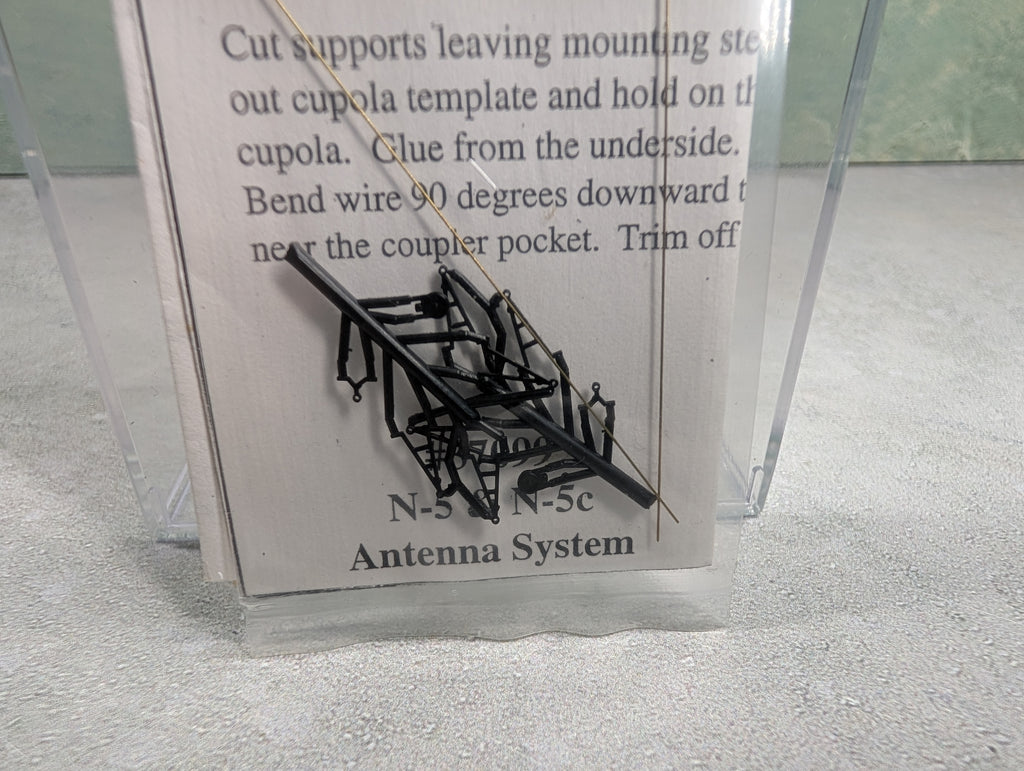 Cut supports leaving mounting ste
out cupola template and hold on th
cupola. Glue from the underside.
Bend wire 90 degrees downward t
near the coupler pocket. Trim off
N-5 & N-5c
Antenna System